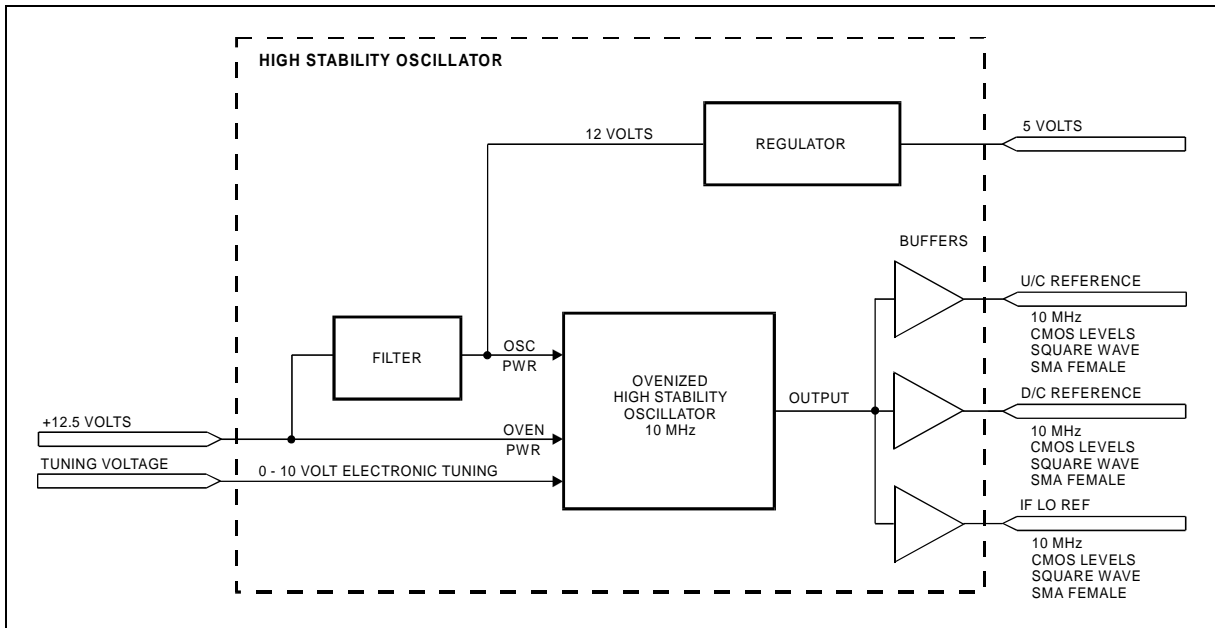 HIGH STABILITY OSCILLATOR
12 VOLTS
REGULATOR
5 VOLTS
BUFFERS
U/C REFERENCE
10 MHz
CMOS LEVELS
SQUARE WAVE
SMA FEMALE
FILTER
OSC
PWR
OVENIZED
HIGH STABILITY
OSCILLATOR
10 MHz
OUTPUT
D/C REFERENCE
10 MHz
CMOS LEVELS
SQUARE WAVE
SMA FEMALE
+12.5 VOLTS
OVEN
PWR
TUNING VOLTAGE
0 - 10 VOLT ELECTRONIC TUNING
IF LO REF
10 MHz
CMOS LEVELS
SQUARE WAVE
SMA FEMALE